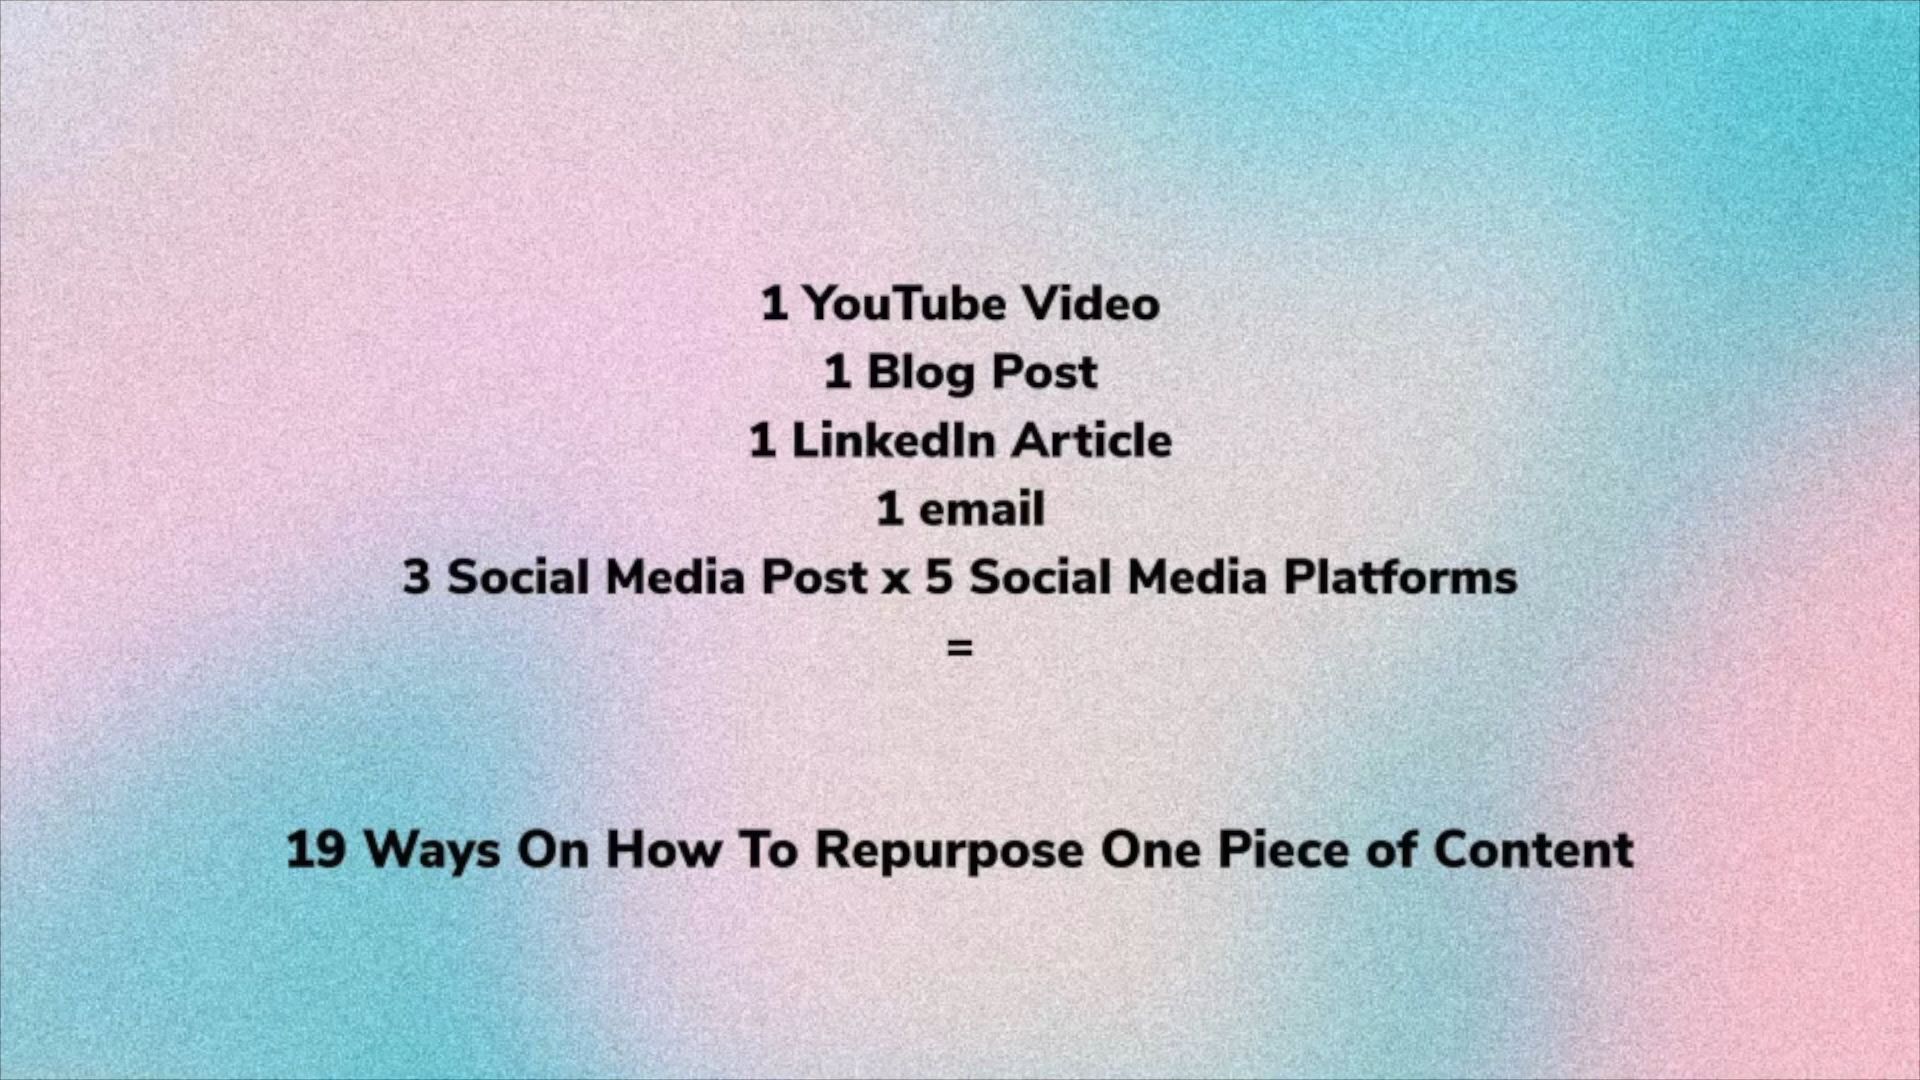 1 YouTube Video
1 Blog Post
1 LinkedIn Article
1 email
3 Social Media Post x 5 Social Media Platforms
=
19 Ways On How To Repurpose One Piece of Content